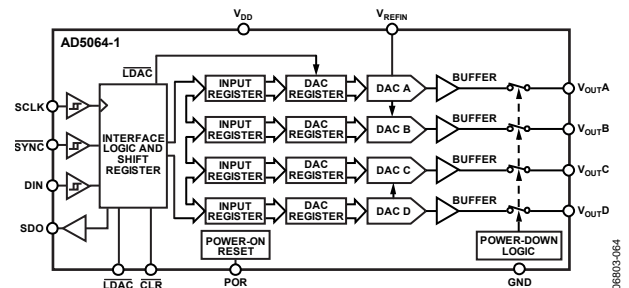 VDD
VREFIN
AD5064-1
LDAC
SCLK
SYNC
DIN
SDO
INTERFACE
LOGIC AND
SHIFT
REGISTER
INPUT
REGISTER
DAC
REGISTER
DAC A
BUFFER
VOUTA
INPUT
REGISTER
DAC
REGISTER
DAC B
BUFFER
VOUTB
INPUT
REGISTER
DAC
REGISTER
DAC C
BUFFER
VOUTC
INPUT
REGISTER
DAC
REGISTER
DAC D
BUFFER
VOUTD
POWER-ON
RESET
POWER-DOWN
LOGIC
LDAC
CLR
POR
GND
06803-064